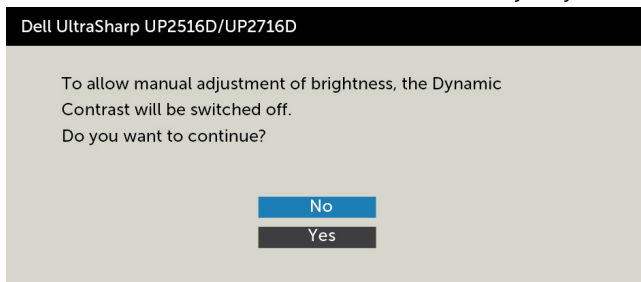 Dell UltraSharp UP2516D/UP2716D
To allow manual adjustment of brightness, the Dynamic
Contrast will be switched off.
Do you want to continue?
No
Yes